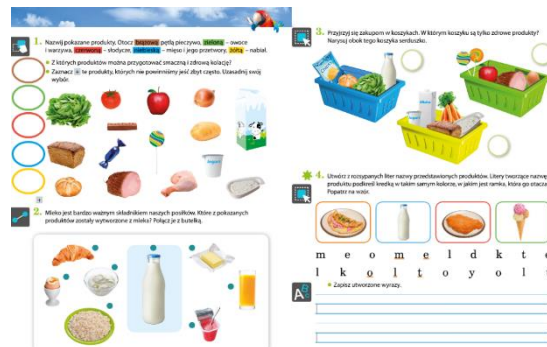 1. Nazwij pokazane produkty. Otocz brązową pętlą pieczywo, zieloną – owoce
i warzywa, czerwoną – słodycze, niebieską – mięso i jego przetwory, żółtą – nabiał.
Z których produktów można przygotować smaczną i zdrową kolację?
Zaznacz x te produkty, których nie powinniśmy jeść zbyt często. Uzasadnij swój
wybór.
2. Mleko jest bardzo ważnym składnikiem naszych posiłków. Które z pokazanych
produktów zostały wytworzone z mleka? Połącz je z butelką.
3. Przyjrzyj się zakupom w koszykach. W którym koszyku są tylko zdrowe produkty?
Narysuj obok tego koszyka serduszko.
4. Utwórz z rozsypanych liter nazwy przedstawionych produktów. Litery tworzące nazwę
produktu podkreśl kredką w takim samym kolorze, w jakim jest ramka, która go otacza
Popatrz na wzór.
m e o m e l d k t e
l k o l t o y o l
Zapisz utworzone wyrazy.